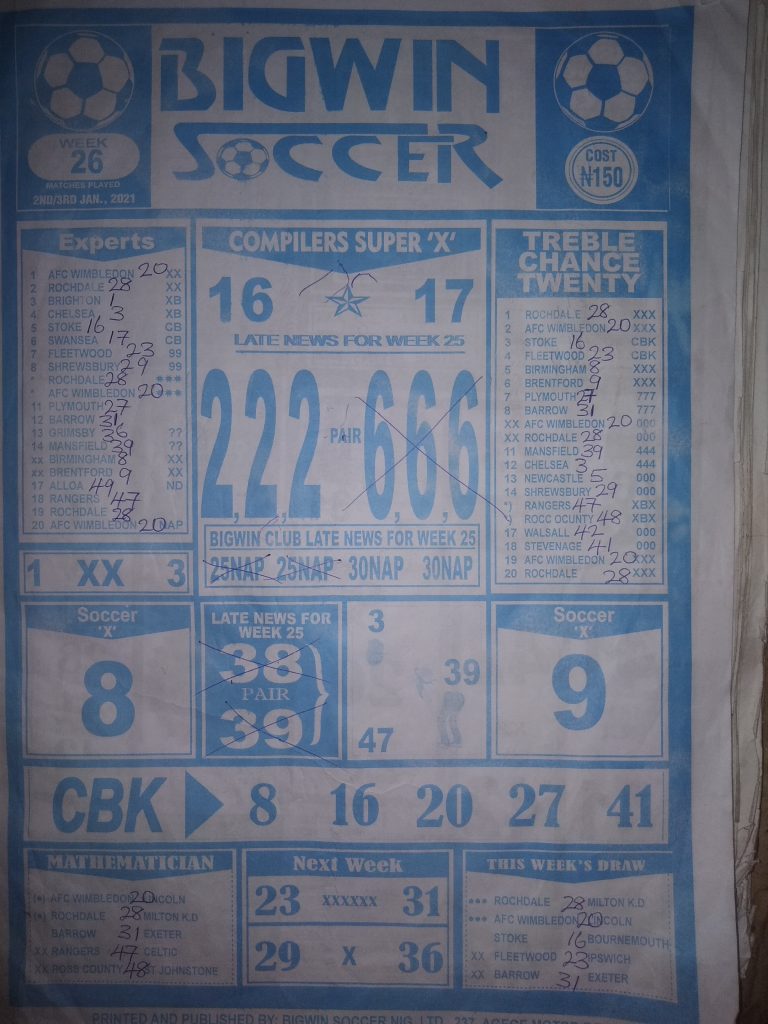 BIGWIN
SOCCER
WEEK
26
MATCHES PLAYED
2ND/3RD JAN., 2021
COST
₦150
Experts
1 AFC WIMBLEDON 20 XX
2 ROCHDALE 28 XX
3 BRIGHTON 1 XB
4 CHELSEA 3 XB
5 STOKE 16 CB
6 SWANSEA 17 CB
7 FLEETWOOD 23 99
8 SHREWSBURY 29 99
* ROCHDALE 28 ***
* AFC WIMBLEDON 20 ***
11 PLYMOUTH 27
12 BARROW 31
13 GRIMSBY 36 ??
14 MANSFIELD 39 ??
xx BIRMINGHAM 8 XX
xx BRENTFORD 9 XX
17 ALLOA 49 ND
18 RANGERS 47
19 ROCHDALE 28
20 AFC WIMBLEDON 20 NAP
1 XX 3
COMPILERS SUPER 'X'
16 17
LATE NEWS FOR WEEK 25
2,2,2 PAIR 6,6,6
BIGWIN CLUB LATE NEWS FOR WEEK 25
25NAP 25NAP 30NAP 30NAP
TREBLE
CHANCE
TWENTY
1 ROCHDALE 28 XXX
2 AFC WIMBLEDON 20 XXX
3 STOKE 16 CBK
4 FLEETWOOD 23 CBK
5 BIRMINGHAM 8 XXX
6 BRENTFORD 9 XXX
7 PLYMOUTH 27 777
8 BARROW 31 777
XX AFC WIMBLEDON 20 000
XX ROCHDALE 28 000
11 MANSFIELD 39 444
12 CHELSEA 3 444
13 NEWCASTLE 5 000
14 SHREWSBURY 29 000
*) RANGERS 47 XBX
ROCC OCUNTY 48 XBX
17 WALSALL 42 000
18 STEVENAGE 41 000
19 AFC WIMBLEDON 20 XXX
20 ROCHDALE 28 XXX
Soccer
'X'
8
LATE NEWS FOR
WEEK 25
38
PAIR
39
3
39
47
Soccer
'X'
9
CBK 8 16 20 27 41
MATHEMATICIAN
(*) AFC WIMBLEDON 20 LINCOLN
(*) ROCHDALE 28 MILTON K.D
BARROW 31 EXETER
XX RANGERS 47 CELTIC
XX ROSS COUNTY 48 ST JOHNSTONE
Next Week
23 XXXXXX 31
29 X 36
THIS WEEK'S DRAW
*** ROCHDALE 28 MILTON K.D
*** AFC WIMBLEDON 20 LINCOLN
STOKE 16 BOURNEMOUTH
XX FLEETWOOD 23 IPSWICH
XX BARROW 31 EXETER
PRINTED AND PUBLISHED BY: BIGWIN SOCCER NIG. LTD., 237, AGEGE MOTOR